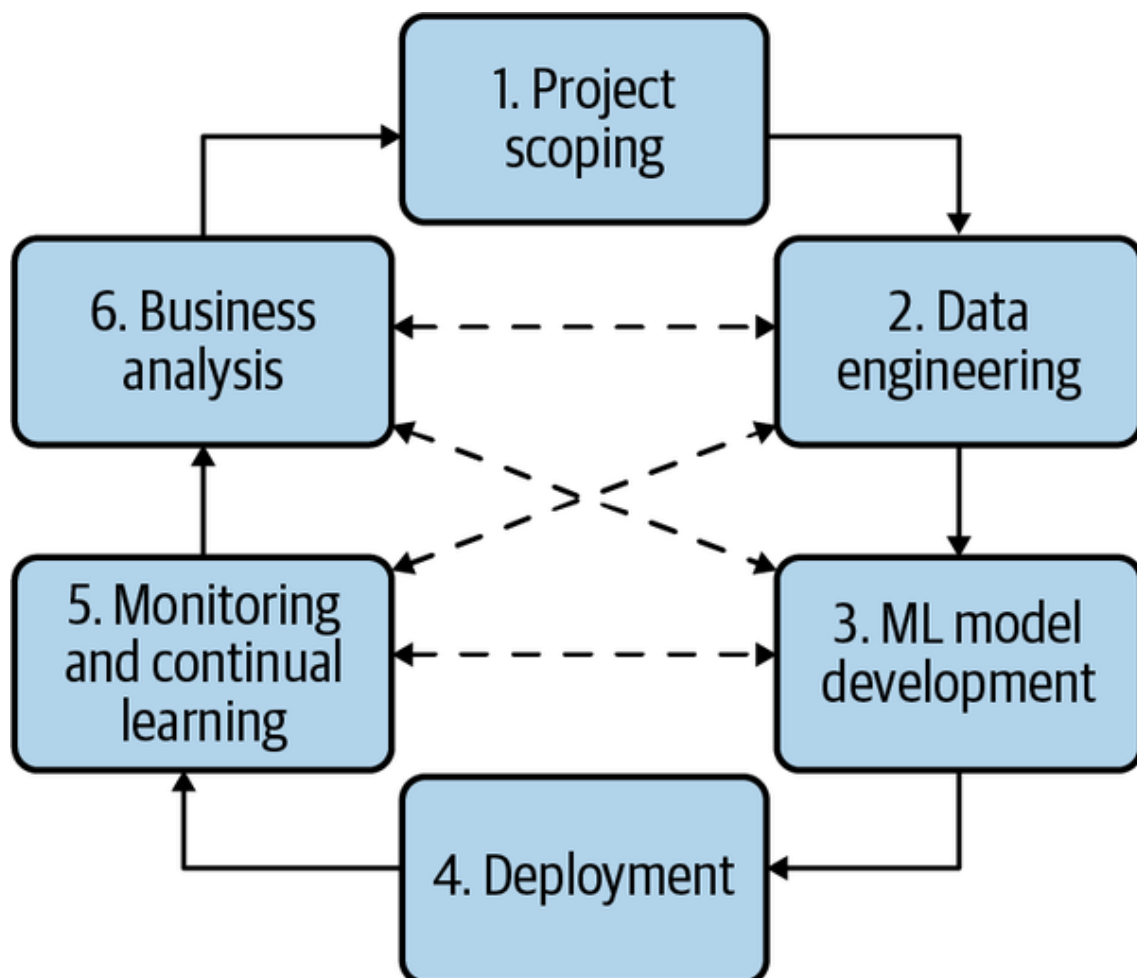 1. Project
scoping
6. Business
analysis
2. Data
engineering
5. Monitoring
and continual
learning
3. ML model
development
4. Deployment